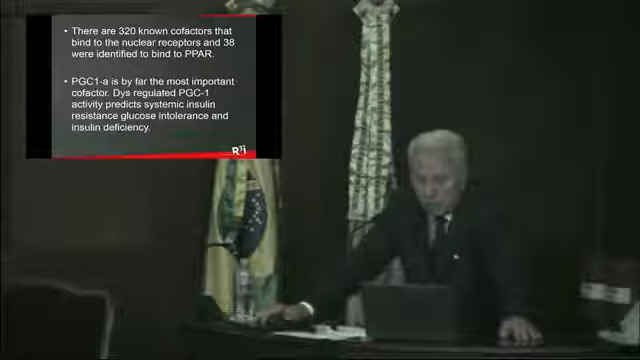 • There are 320 known cofactors that
bind to the nuclear receptors and 38
were identified to bind to PPAR.
• PGC1-a is by far the most important
cofactor. Dys regulated PGC-1
activity predicts systemic insulin
resistance glucose Intolerance and
insulin deficiency.
R³i